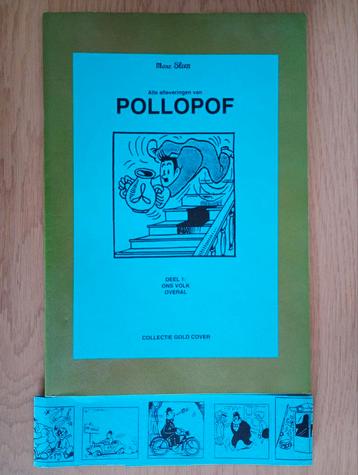 Marc Sleen
Alle afleveringen van
POLLOPOF
DEEL 1:
ONS VOLK
OVERAL
COLLECTIE GOLD COVER